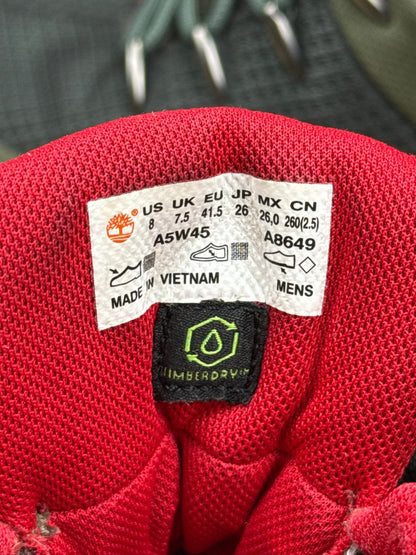 US UK EU JP MX CN
8 7.5 41.5 26 26,0 260(2.5)
A5W45 A8649
MADE IN VIETNAM MENS
TIMBERDRY™